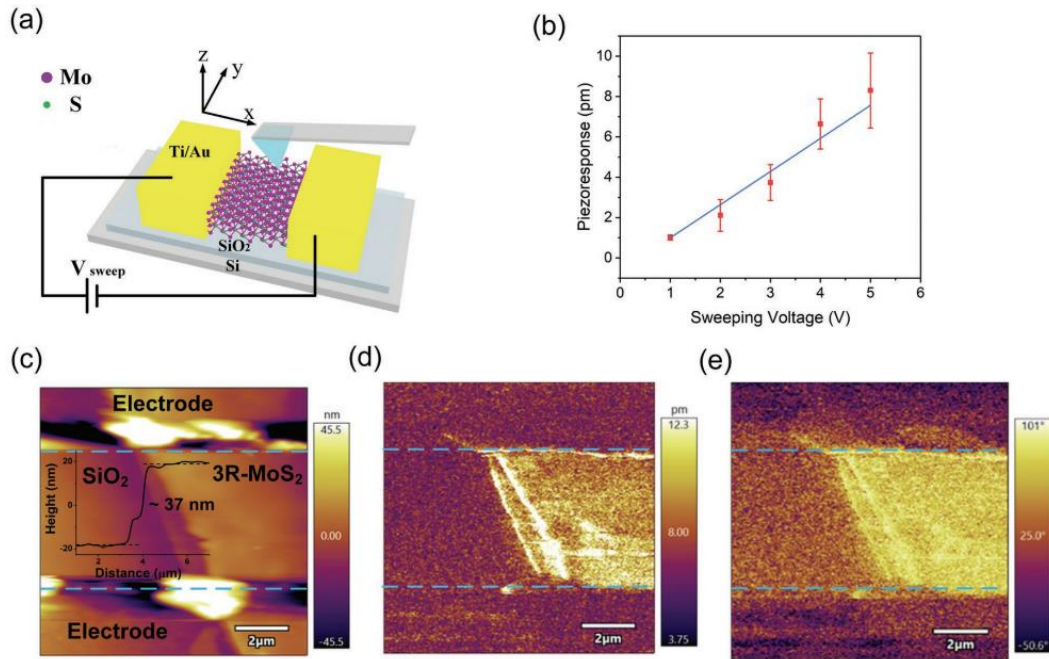 (a)
Mo
S
z
y
x
Ti/Au
SiO₂
Si
V sweep
(b)
Piezoresponse (pm)
10
8
6
4
2
0
0 1 2 3 4 5 6
Sweeping Voltage (V)
(c)
Electrode
SiO₂ 3R-MoS₂
Height (nm)
20
0
-20
~ 37 nm
2 4 6
Distance (μm)
Electrode
2μm
nm
45.5
0.00
-45.5
(d)
2μm
pm
12.3
8.00
3.75
(e)
2μm
101°
25.0°
-50.6°